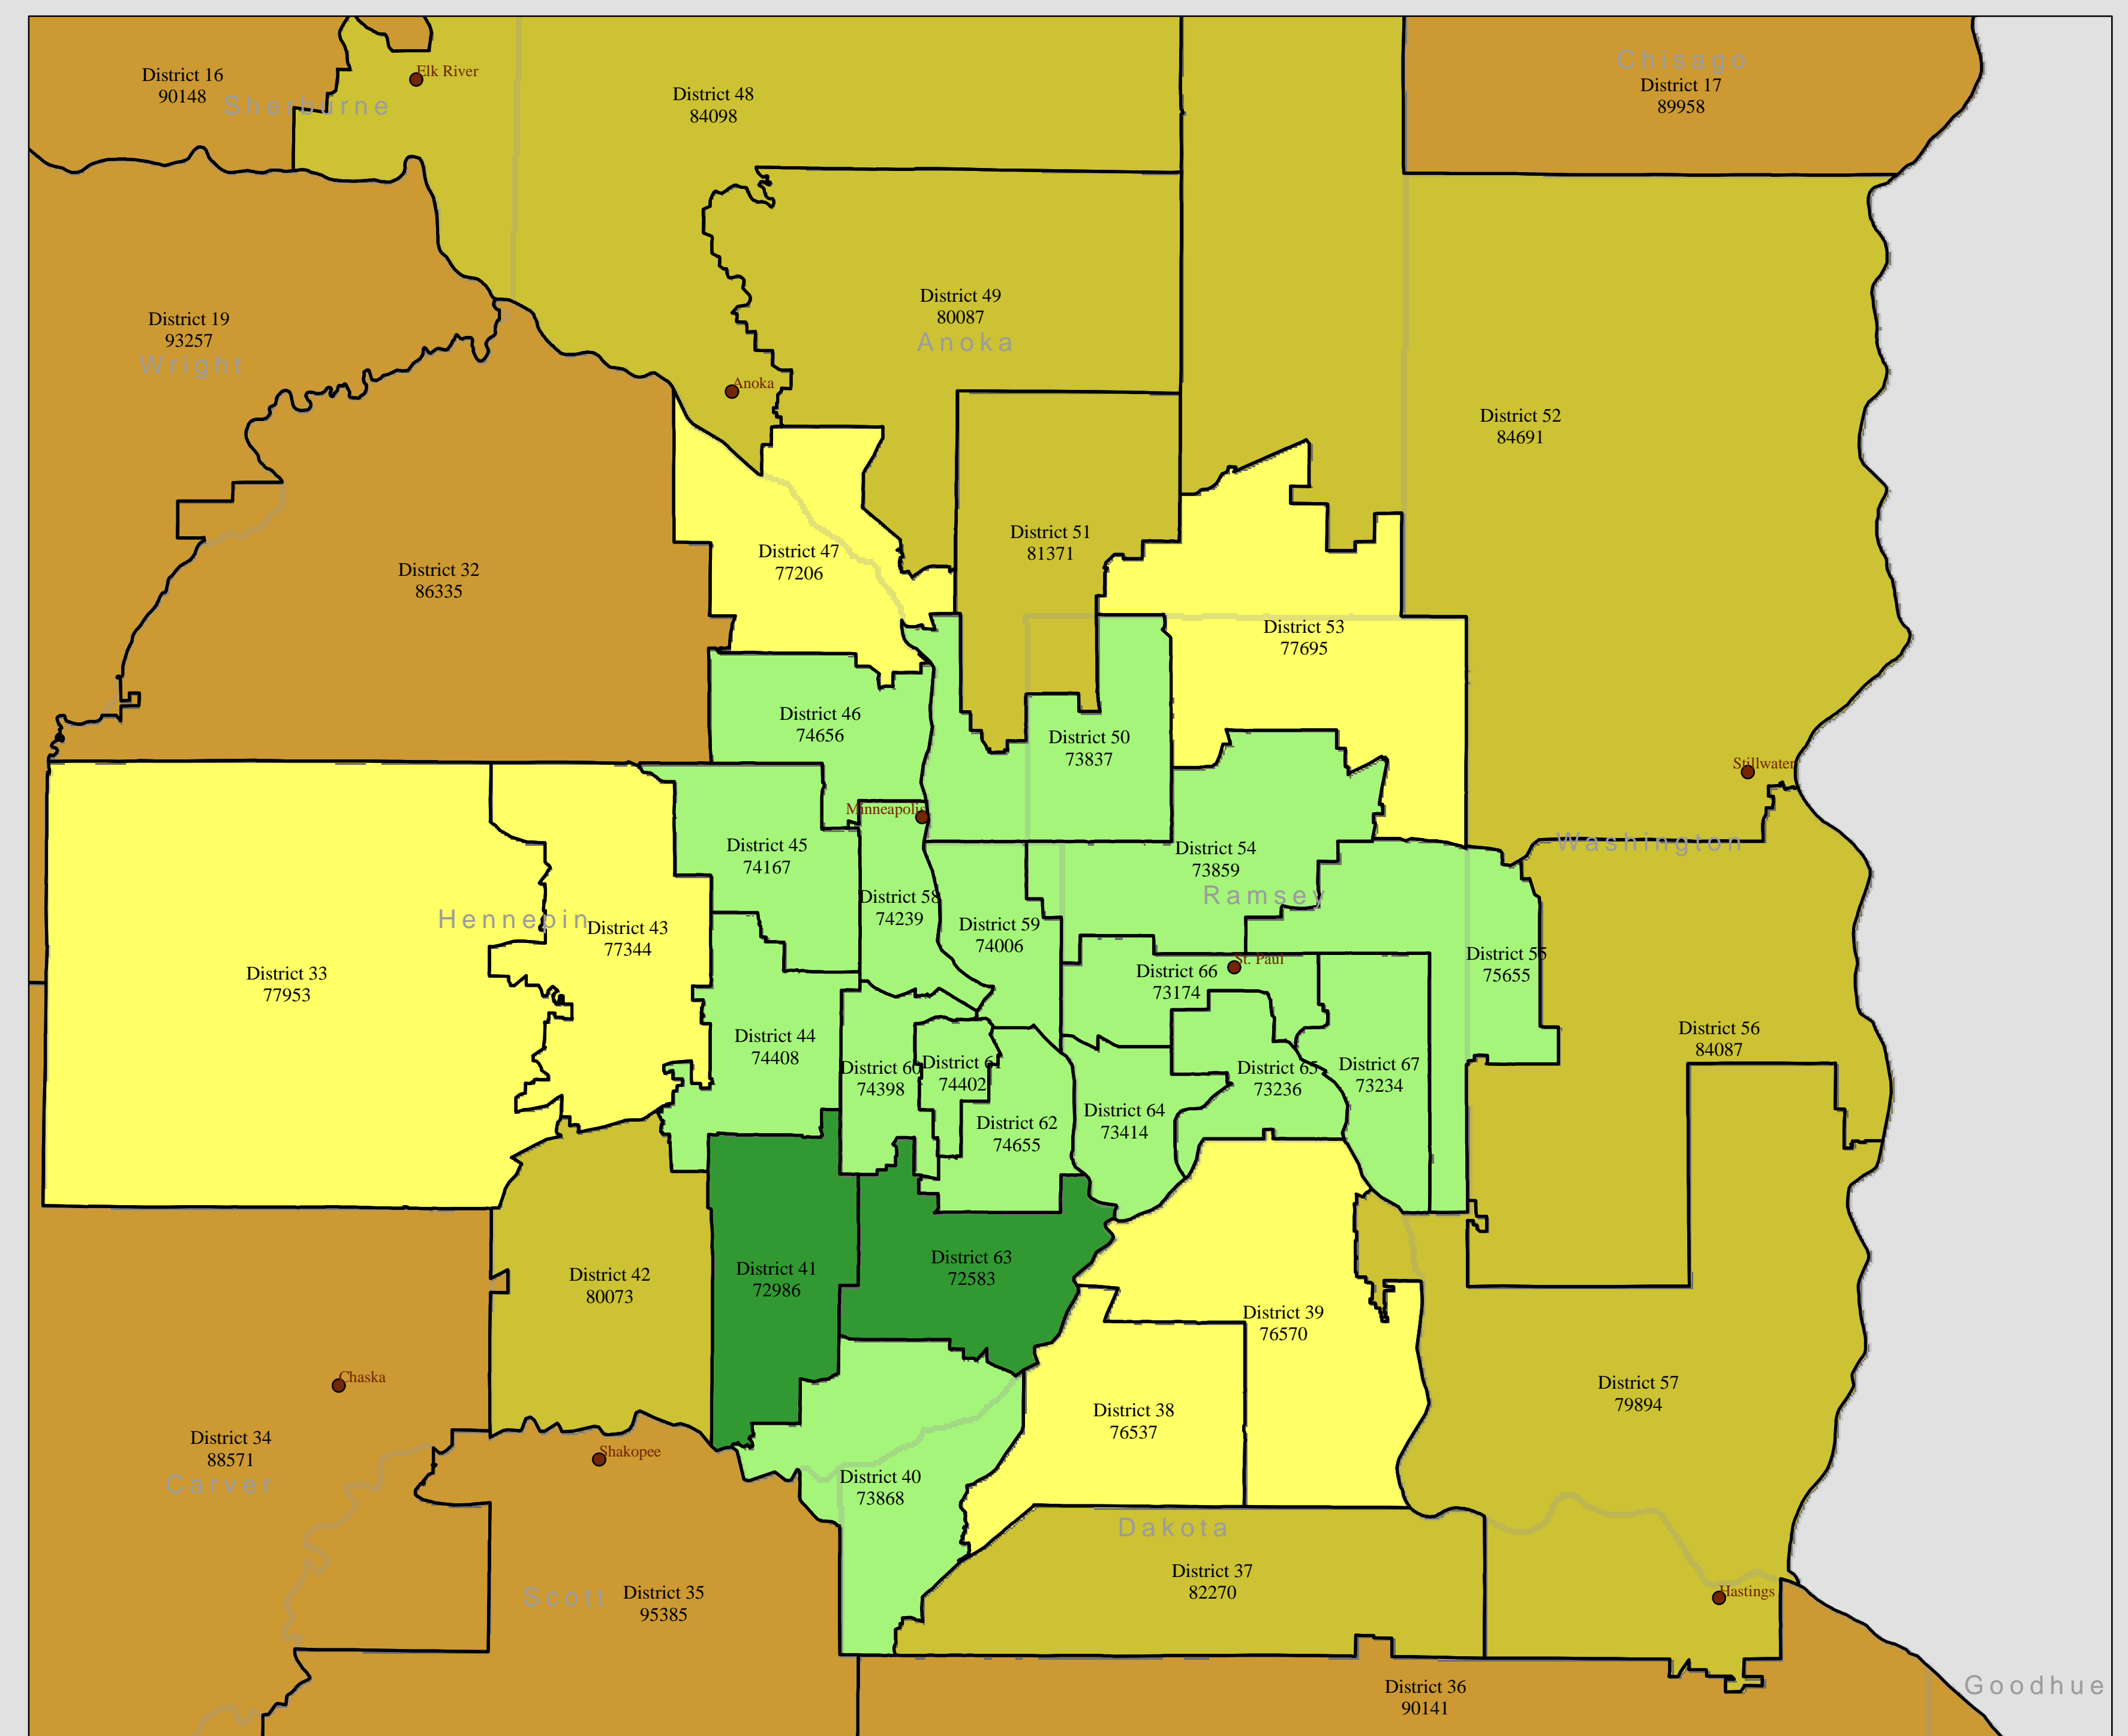 Chisago
Elk River
District 16
90148
Sherburne
District 17
89958
District 48
84098
District 49
80087
Anoka
District 19
93257
Wright
Anoka
District 52
84691
District 51
81371
District 47
77206
District 32
86335
District 53
77695
District 46
74656
District 50
73837
Stillwater
Minneapolis
Washington
District 45
74167
District 54
73859
Ramsey
District 58
74239
District 59
74006
Hennepin
District 43
77344
District 55
75655
St. Paul
District 66
73174
District 33
77953
District 44
74408
District 56
84087
District 60
74398
District 61
74402
District 65
73236
District 67
73234
District 62
74655
District 64
73414
District 42
80073
District 41
72986
District 63
72583
District 39
76570
Chaska
District 57
79894
District 38
76537
District 34
88571
Carver
Shakopee
District 40
73868
Dakota
District 37
82270
Scott
District 35
95385
Hastings
District 36
90141
Goodhue